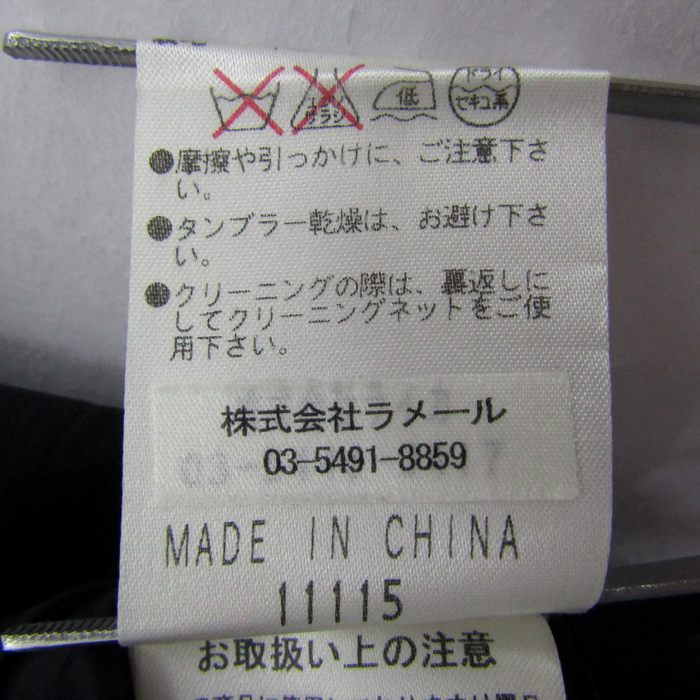 低
ドライ
セキユ系
●摩擦や引っかけに、ご注意下さ
い。
●タンブラー乾燥は、お避け下さ
い。
●クリーニングの際は、裏返しに
してクリーニングネットをご使
用下さい。
株式会社ラメール
03-5491-8859
MADE IN CHINA
11115
お取扱い上の注意